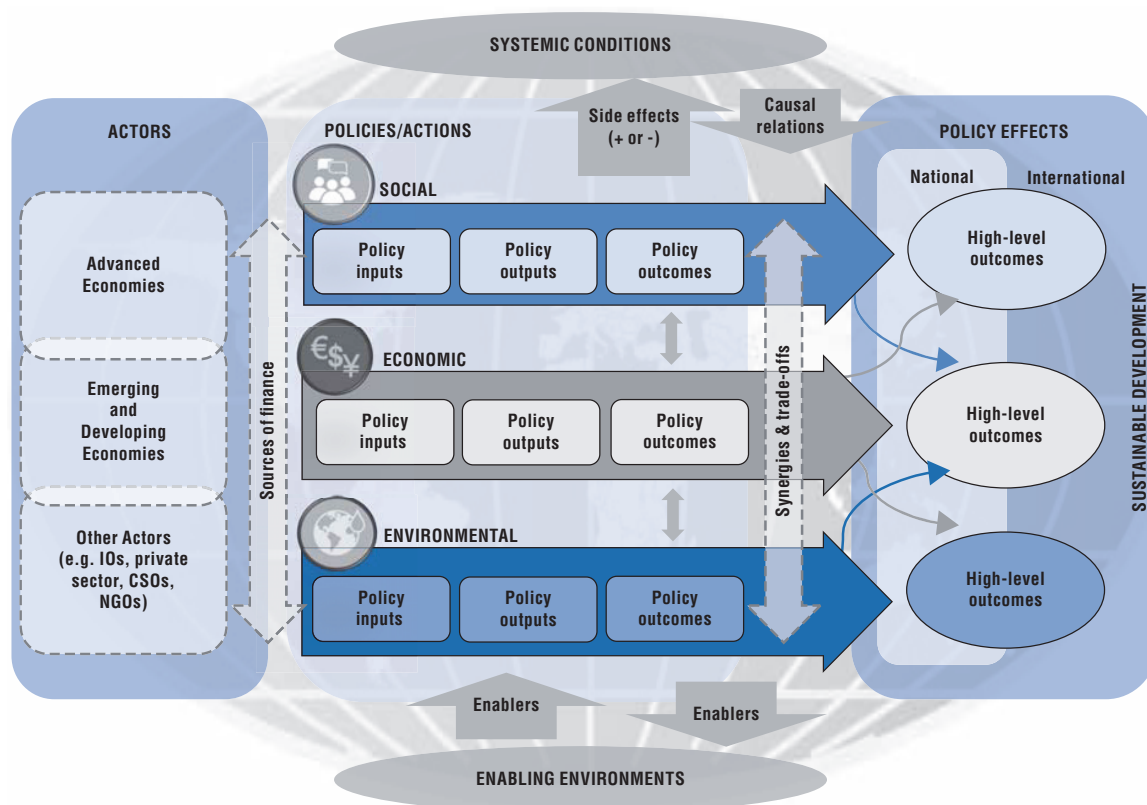 SYSTEMIC CONDITIONS
ACTORS
POLICIES/ACTIONS
Side effects
(+ or -)
Causal
relations
POLICY EFFECTS
National
International
Advanced
Economies
Emerging
and
Developing
Economies
Other Actors
(e.g. IOs, private
sector, CSOs,
NGOs)
Sources of finance
SOCIAL
Policy
inputs
Policy
outputs
Policy
outcomes
€$¥
ECONOMIC
Policy
inputs
Policy
outputs
Policy
outcomes
ENVIRONMENTAL
Policy
inputs
Policy
outputs
Policy
outcomes
Synergies & trade-offs
High-level
outcomes
High-level
outcomes
High-level
outcomes
SUSTAINABLE DEVELOPMENT
Enablers
Enablers
ENABLING ENVIRONMENTS